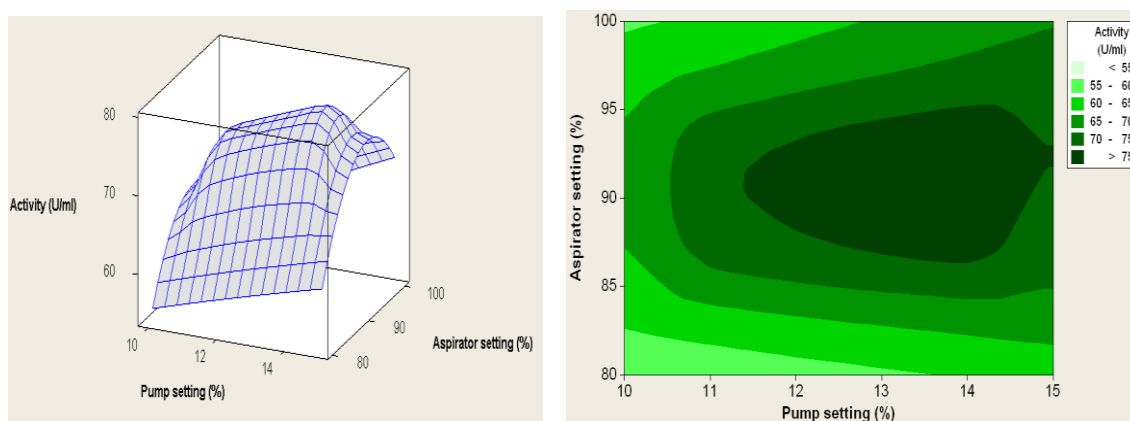 80
70
60
Activity (U/ml)
10
12
14
Pump setting (%)
80
90
100
Aspirator setting (%)
100
95
90
85
80
Aspirator setting (%)
10 11 12 13 14 15
Pump setting (%)
Activity
(U/ml)
< 55
55 - 60
60 - 65
65 - 70
70 - 75
> 75